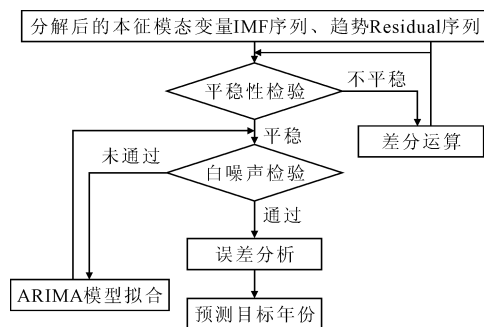 分解后的本征模态变量IMF序列、趋势Residual序列
平稳性检验
不平稳
差分运算
平稳
未通过
白噪声检验
通过
误差分析
ARIMA模型拟合
预测目标年份